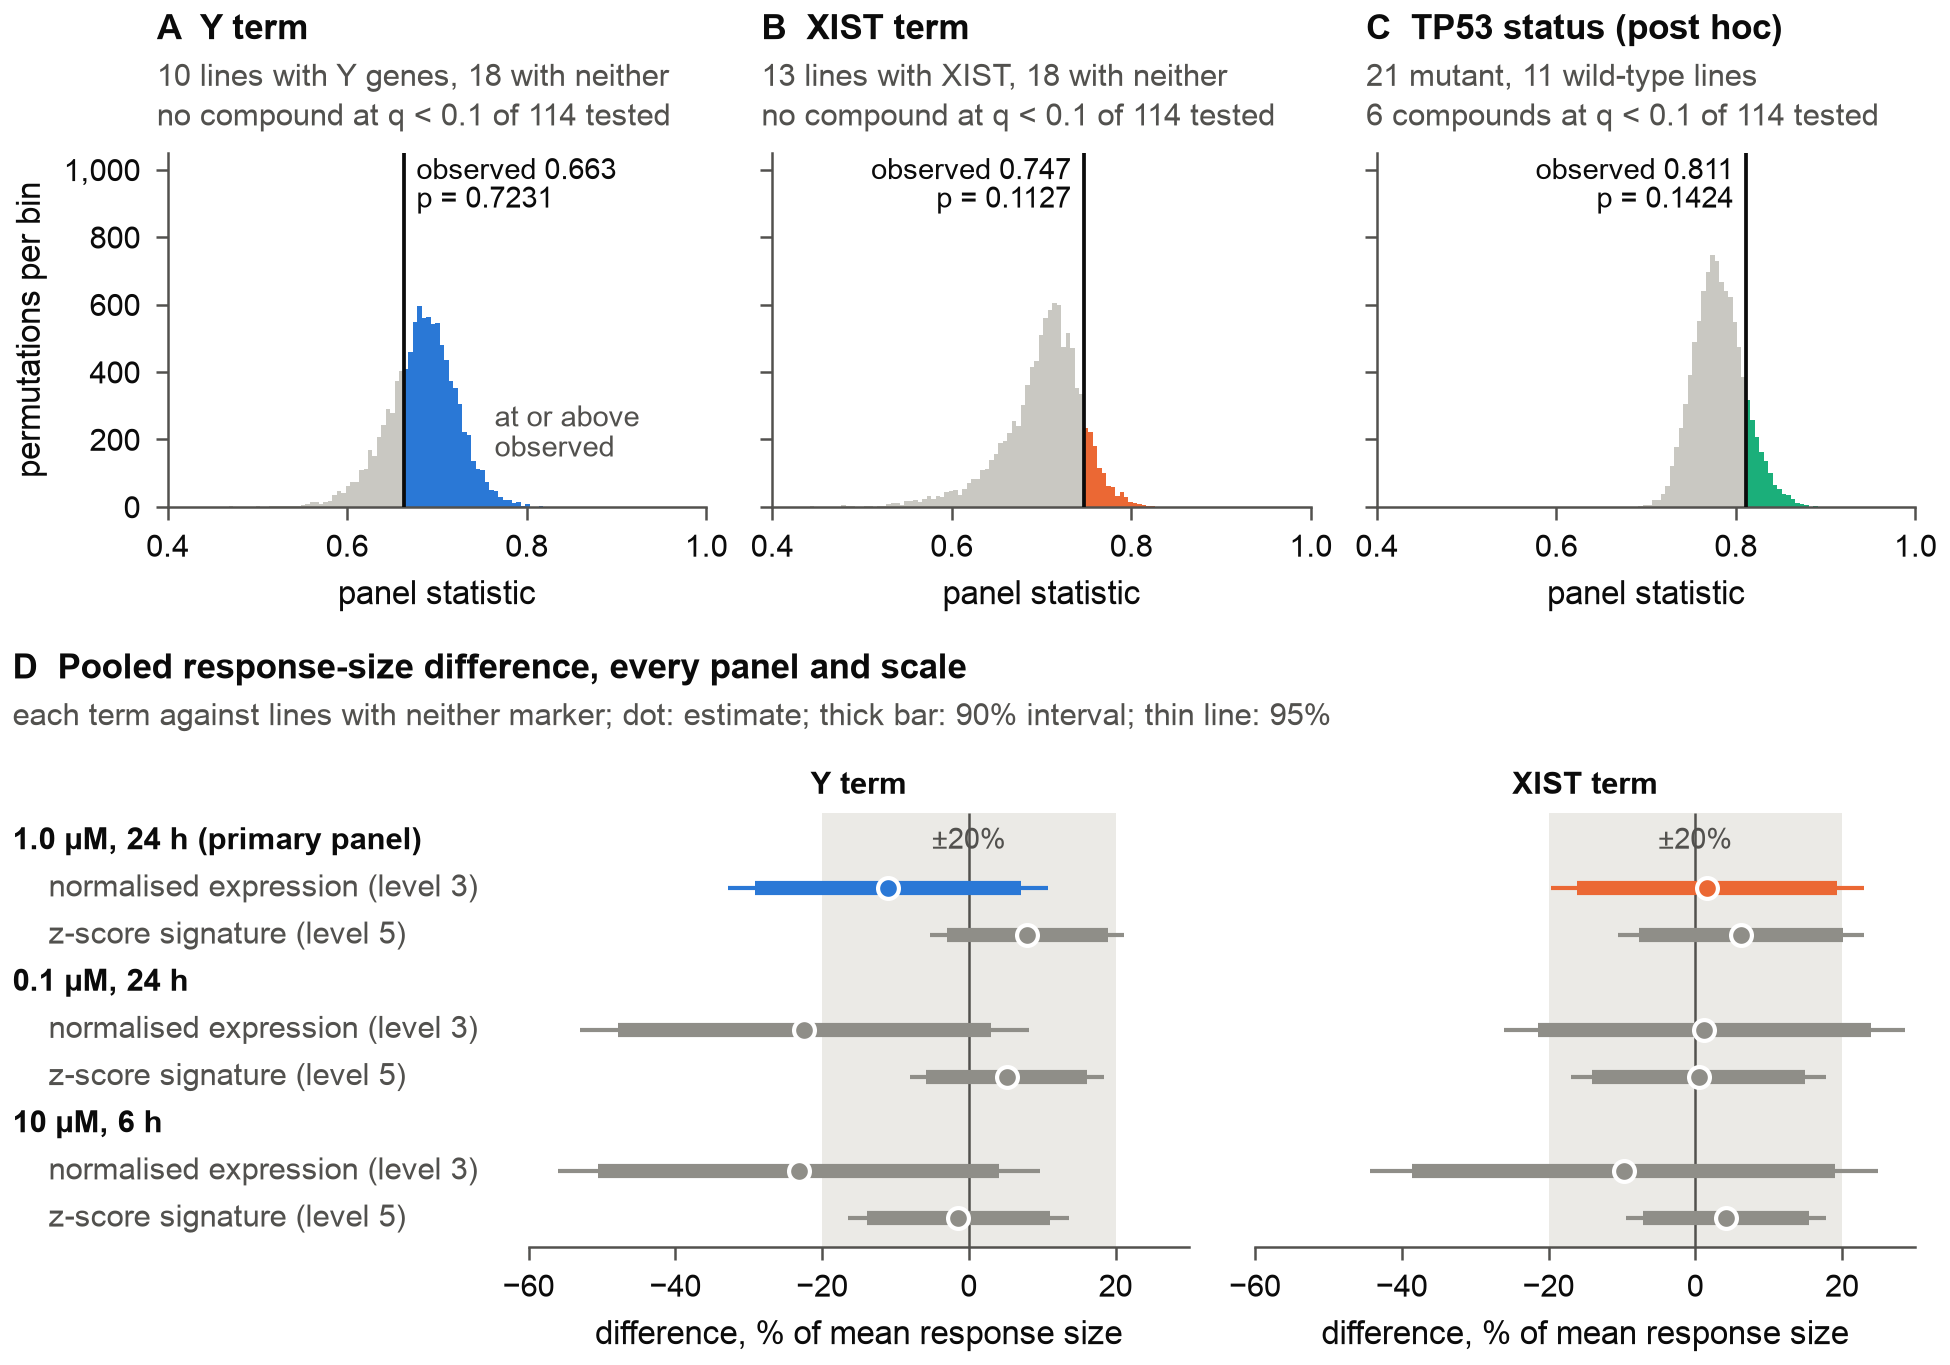 A Y term
10 lines with Y genes, 18 with neither
no compound at q < 0.1 of 114 tested
observed 0.663
p = 0.7231
at or above
observed
permutations per bin
1,000
800
600
400
200
0
0.4 0.6 0.8 1.0
panel statistic
B XIST term
13 lines with XIST, 18 with neither
no compound at q < 0.1 of 114 tested
observed 0.747
p = 0.1127
0.4 0.6 0.8 1.0
panel statistic
C TP53 status (post hoc)
21 mutant, 11 wild-type lines
6 compounds at q < 0.1 of 114 tested
observed 0.811
p = 0.1424
0.4 0.6 0.8 1.0
panel statistic
D Pooled response-size difference, every panel and scale
each term against lines with neither marker; dot: estimate; thick bar: 90% interval; thin line: 95%
Y term
XIST term
1.0 µM, 24 h (primary panel)
±20%
±20%
normalised expression (level 3)
z-score signature (level 5)
0.1 µM, 24 h
normalised expression (level 3)
z-score signature (level 5)
10 µM, 6 h
normalised expression (level 3)
z-score signature (level 5)
−60 −40 −20 0 20
−60 −40 −20 0 20
difference, % of mean response size
difference, % of mean response size